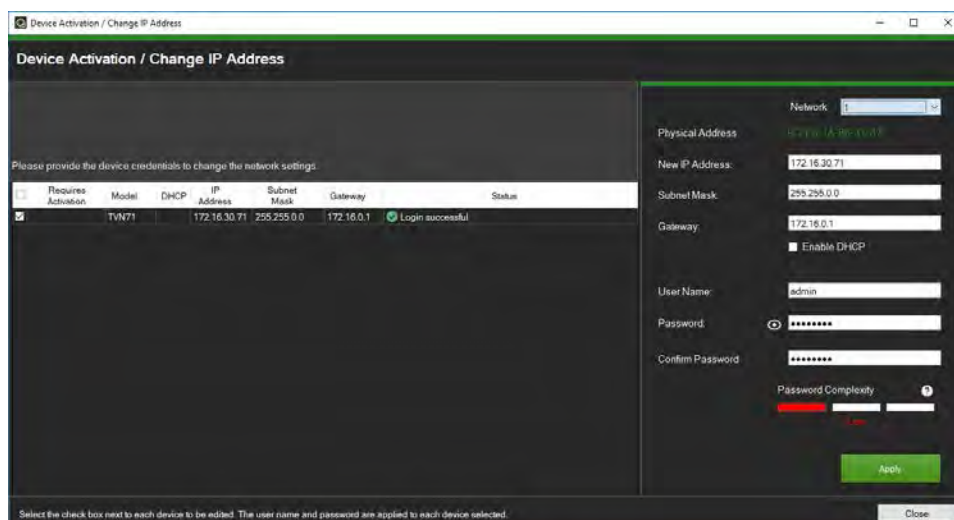 Device Activation / Change IP Address
Device Activation / Change IP Address
Please provide the device credentials to change the network settings.
Requires Activation Model DHCP IP Address Subnet Mask Gateway Status
TVN71 172.16.30.71 255.255.0.0 172.16.0.1 Login successful
Network 1
Physical Address
New IP Address: 172.16.30.71
Subnet Mask: 255.255.0.0
Gateway: 172.16.0.1
Enable DHCP
User Name: admin
Password: ••••••••
Confirm Password ••••••••
Password Complexity ?
Low
Apply
Select the check box next to each device to be edited. The user name and password are applied to each device selected.
Close